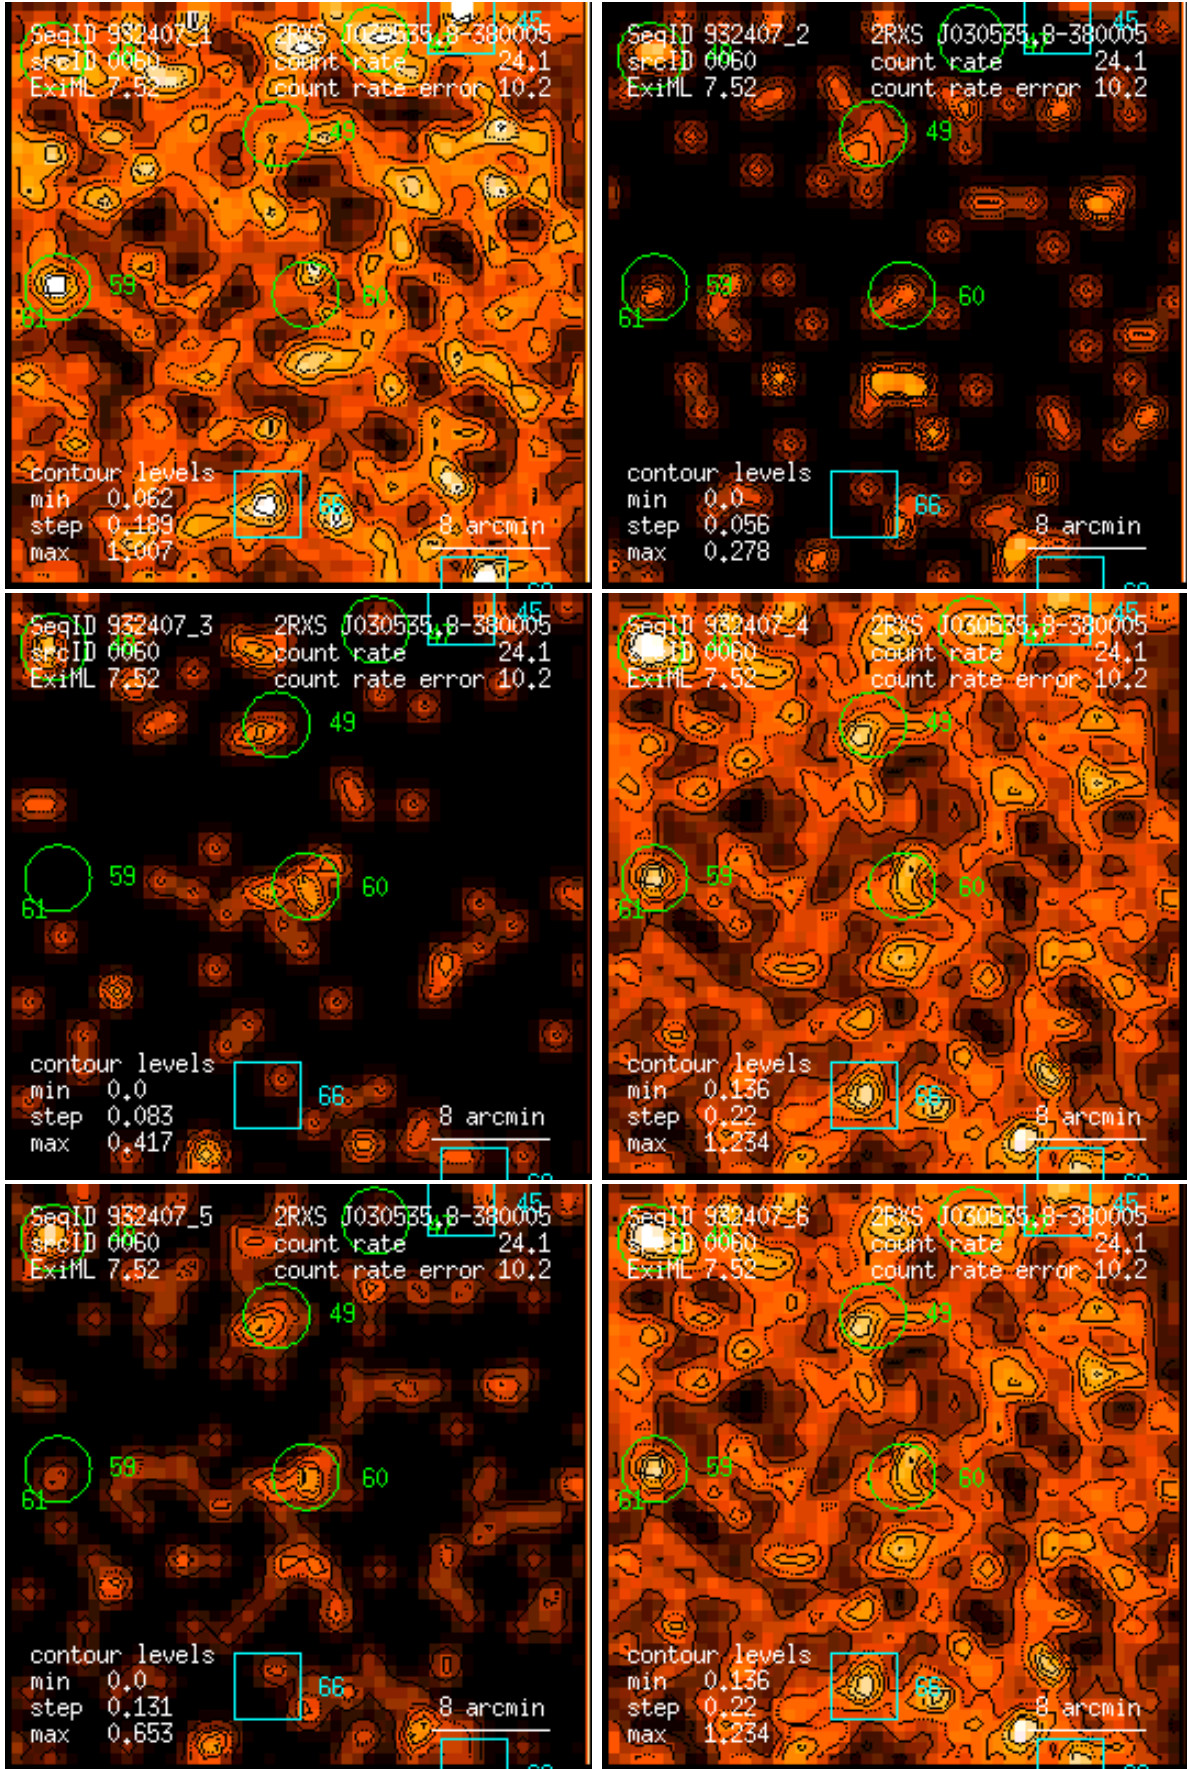 SeqID 932407_1 2RXS J030535.8-380005
srcID 0060 count rate 24.1
ExiML 7.52 count rate error 10.2
45
49
59
60
61
contour levels
min 0.062
step 0.189
max 1.007
66
8 arcmin
SeqID 932407_2 2RXS J030535.8-380005
srcID 0060 count rate 24.1
ExiML 7.52 count rate error 10.2
45
47
49
59
60
61
contour levels
min 0.0
step 0.056
max 0.278
66
8 arcmin
SeqID 932407_3 2RXS J030535.8-380005
srcID 0060 count rate 24.1
ExiML 7.52 count rate error 10.2
45
47
49
59
60
61
contour levels
min 0.0
step 0.083
max 0.417
66
8 arcmin
SeqID 932407_4 2RXS J030535.8-380005
srcID 0060 count rate 24.1
ExiML 7.52 count rate error 10.2
45
47
49
59
60
61
contour levels
min 0.136
step 0.22
max 1.234
66
8 arcmin
SeqID 932407_5 2RXS J030535.8-380005
srcID 0060 count rate 24.1
ExiML 7.52 count rate error 10.2
45
47
49
59
60
61
contour levels
min 0.0
step 0.131
max 0.653
66
8 arcmin
SeqID 932407_6 2RXS J030535.8-380005
srcID 0060 count rate 24.1
ExiML 7.52 count rate error 10.2
45
47
49
59
60
61
contour levels
min 0.136
step 0.22
max 1.234
66
8 arcmin